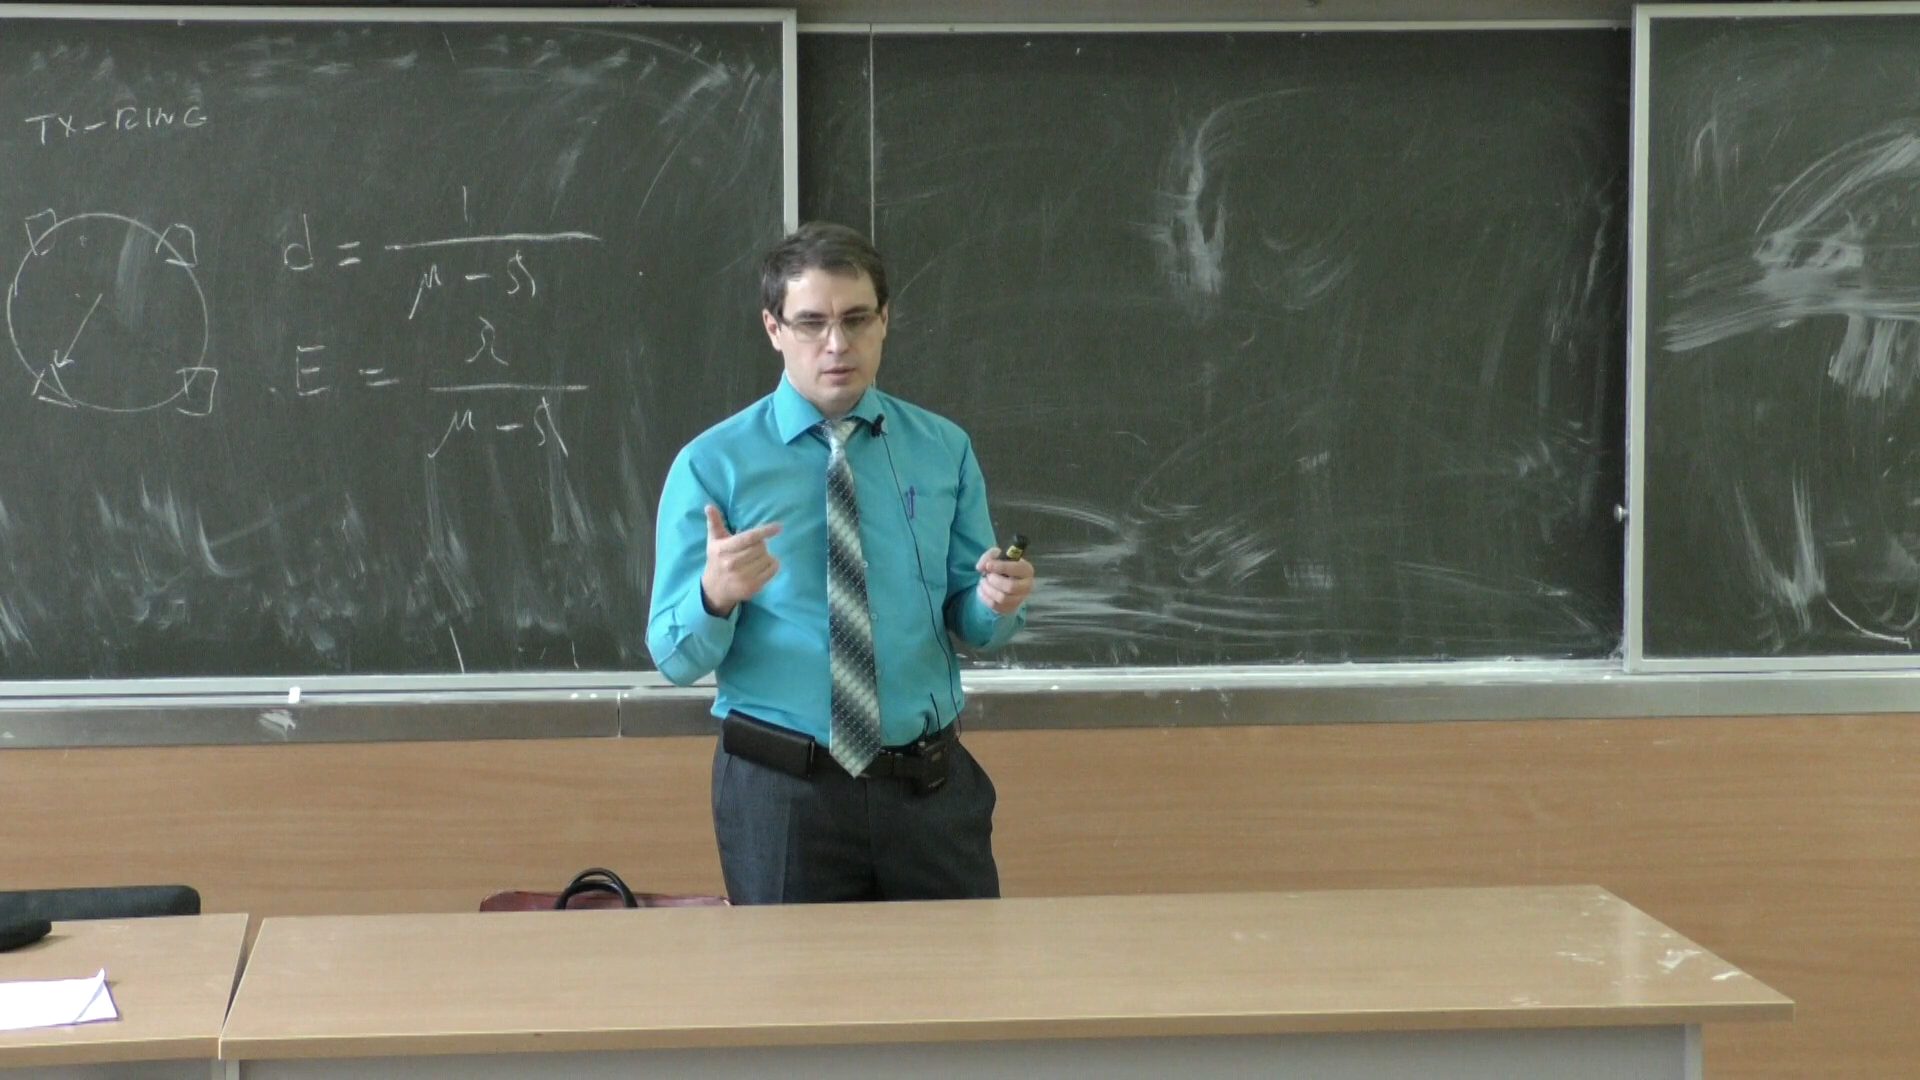 TX-RING
d = 1 / (μ - λ)
E = λ / (μ - λ)